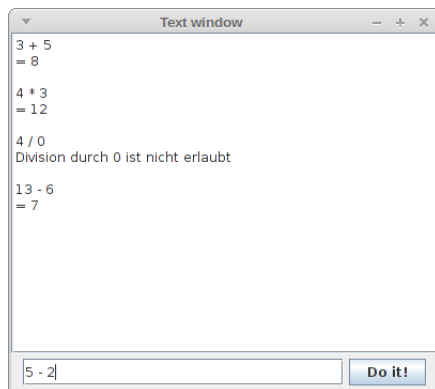 Text window
3 + 5
= 8
4 * 3
= 12
4 / 0
Division durch 0 ist nicht erlaubt
13 - 6
= 7
5 - 2
Do it!